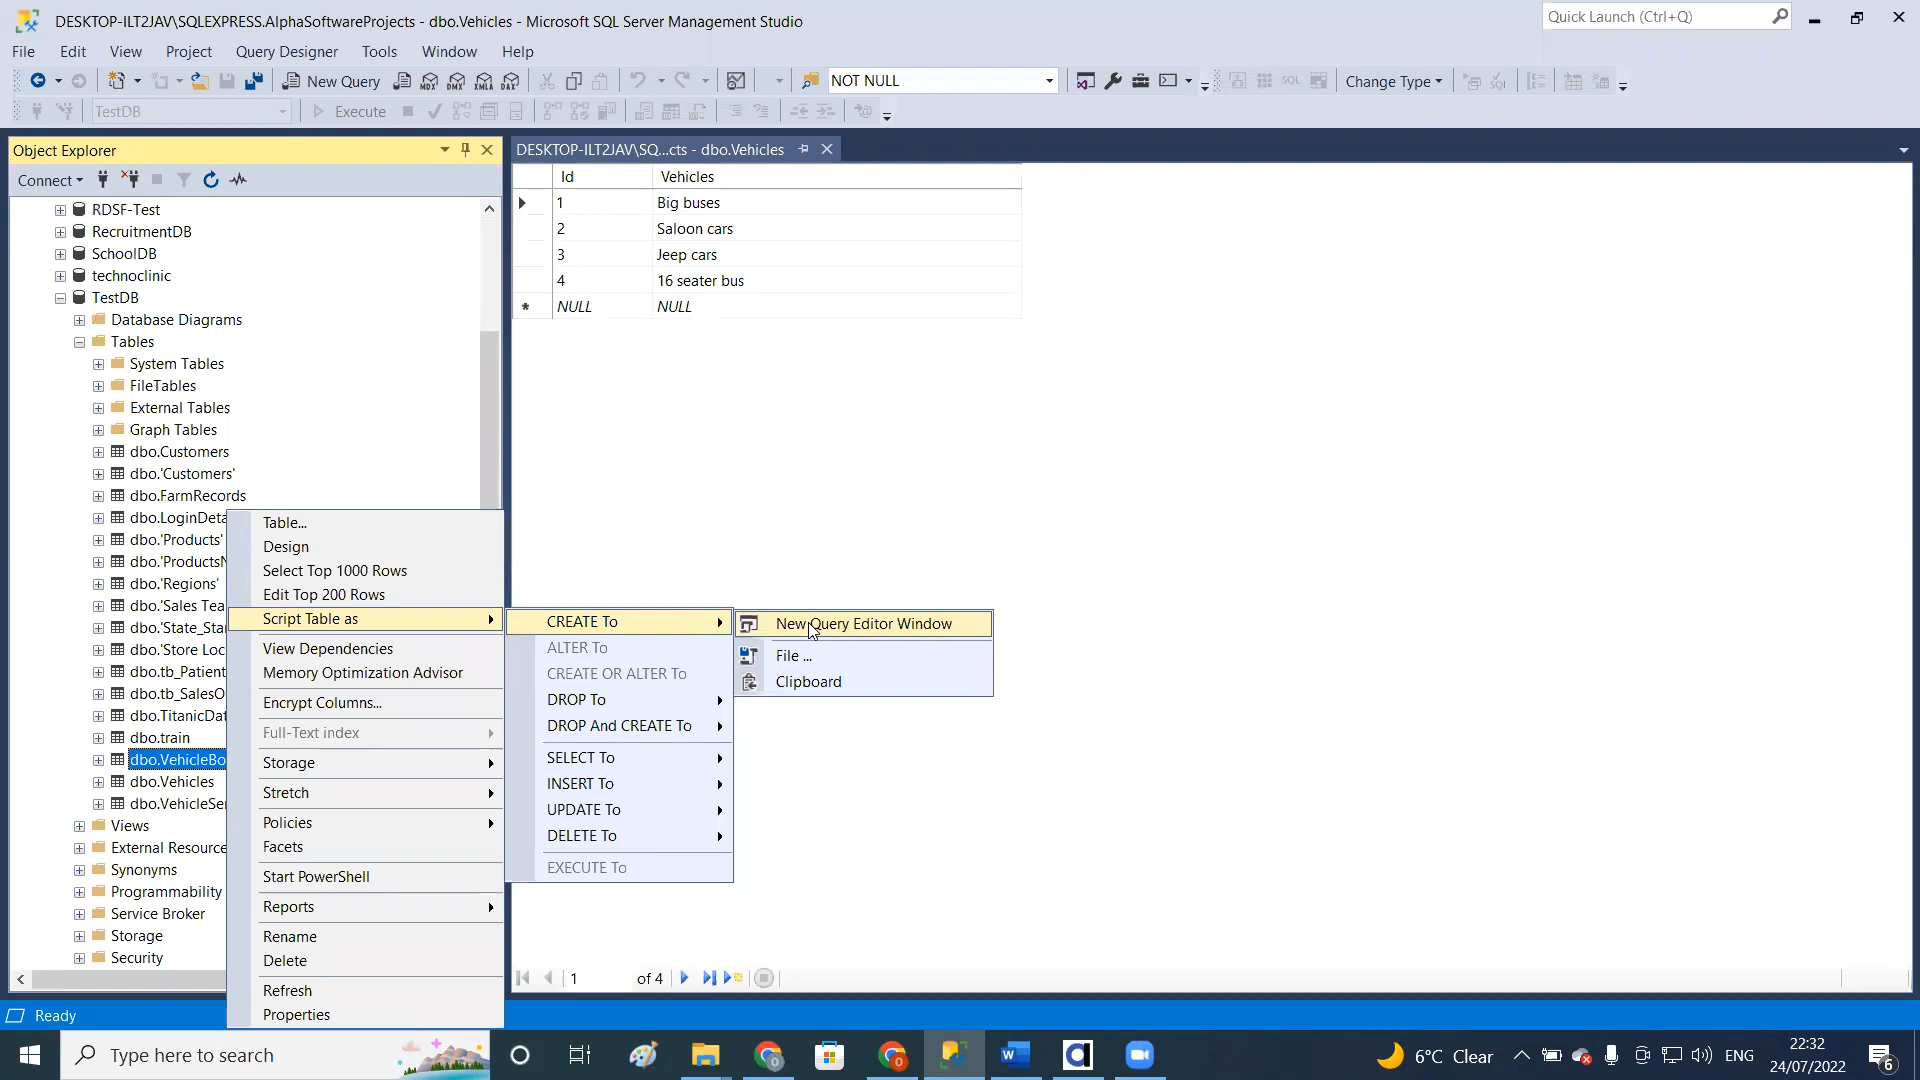 DESKTOP-ILT2JAV\SQLEXPRESS.AlphaSoftwareProjects - dbo.Vehicles - Microsoft SQL Server Management Studio
Quick Launch (Ctrl+Q)
File Edit View Project Query Designer Tools Window Help
New Query MDX DMX XMLA DAX NOT NULL SQL Change Type
TestDB Execute
Object Explorer
Connect
RDSF-Test
RecruitmentDB
SchoolDB
technoclinic
TestDB
Database Diagrams
Tables
System Tables
FileTables
External Tables
Graph Tables
dbo.Customers
dbo.'Customers'
dbo.FarmRecords
dbo.LoginDeta
dbo.'Products'
dbo.'ProductsN
dbo.'Regions'
dbo.'Sales Tea
dbo.'State_Star
dbo.'Store Loc
dbo.tb_Patient
dbo.tb_SalesO
dbo.TitanicDat
dbo.train
dbo.VehicleBo
dbo.Vehicles
dbo.VehicleSer
Views
External Resource
Synonyms
Programmability
Service Broker
Storage
Security
Table...
Design
Select Top 1000 Rows
Edit Top 200 Rows
Script Table as
View Dependencies
Memory Optimization Advisor
Encrypt Columns...
Full-Text index
Storage
Stretch
Policies
Facets
Start PowerShell
Reports
Rename
Delete
Refresh
Properties
CREATE To
ALTER To
CREATE OR ALTER To
DROP To
DROP And CREATE To
SELECT To
INSERT To
UPDATE To
DELETE To
EXECUTE To
New Query Editor Window
File ...
Clipboard
DESKTOP-ILT2JAV\SQ...cts - dbo.Vehicles
Id Vehicles
1 Big buses
2 Saloon cars
3 Jeep cars
4 16 seater bus
NULL NULL
1 of 4
Ready
Type here to search
6°C Clear
ENG
22:32
24/07/2022
6